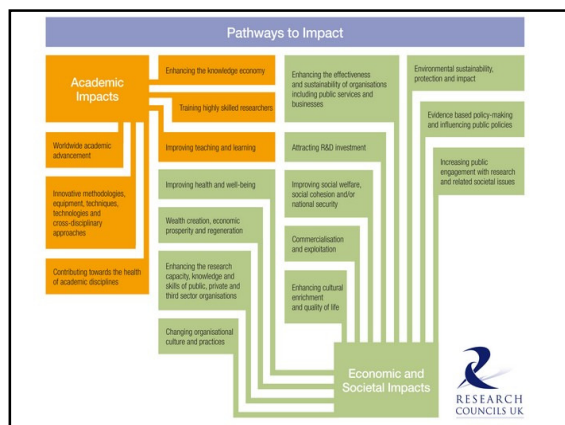 Pathways to Impact
Academic
Impacts
Worldwide academic
advancement
Innovative methodologies,
equipment, techniques,
technologies and
cross-disciplinary
approaches
Contributing towards the health
of academic disciplines
Enhancing the knowledge economy
Training highly skilled researchers
Improving teaching and learning
Improving health and well-being
Wealth creation, economic
prosperity and regeneration
Enhancing the research
capacity, knowledge and
skills of public, private and
third sector organisations
Changing organisational
culture and practices
Enhancing the effectiveness
and sustainability of organisations
including public services and
businesses
Attracting R&D investment
Improving social welfare,
social cohesion and/or
national security
Commercialisation
and exploitation
Enhancing cultural
enrichment
and quality of life
Environmental sustainability,
protection and impact
Evidence based policy-making
and influencing public policies
Increasing public
engagement with research
and related societal issues
Economic and
Societal Impacts
RESEARCH
COUNCILS UK